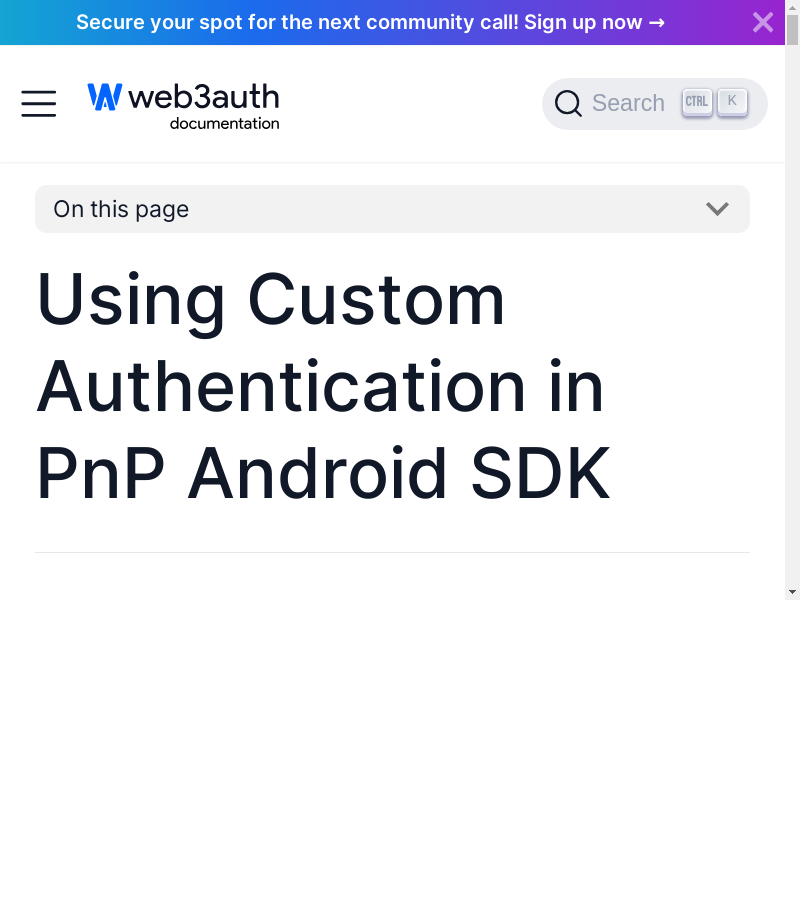 Secure your spot for the next community call! Sign up now →
web3auth
documentation
Search CTRL K
On this page
Using Custom
Authentication in
PnP Android SDK